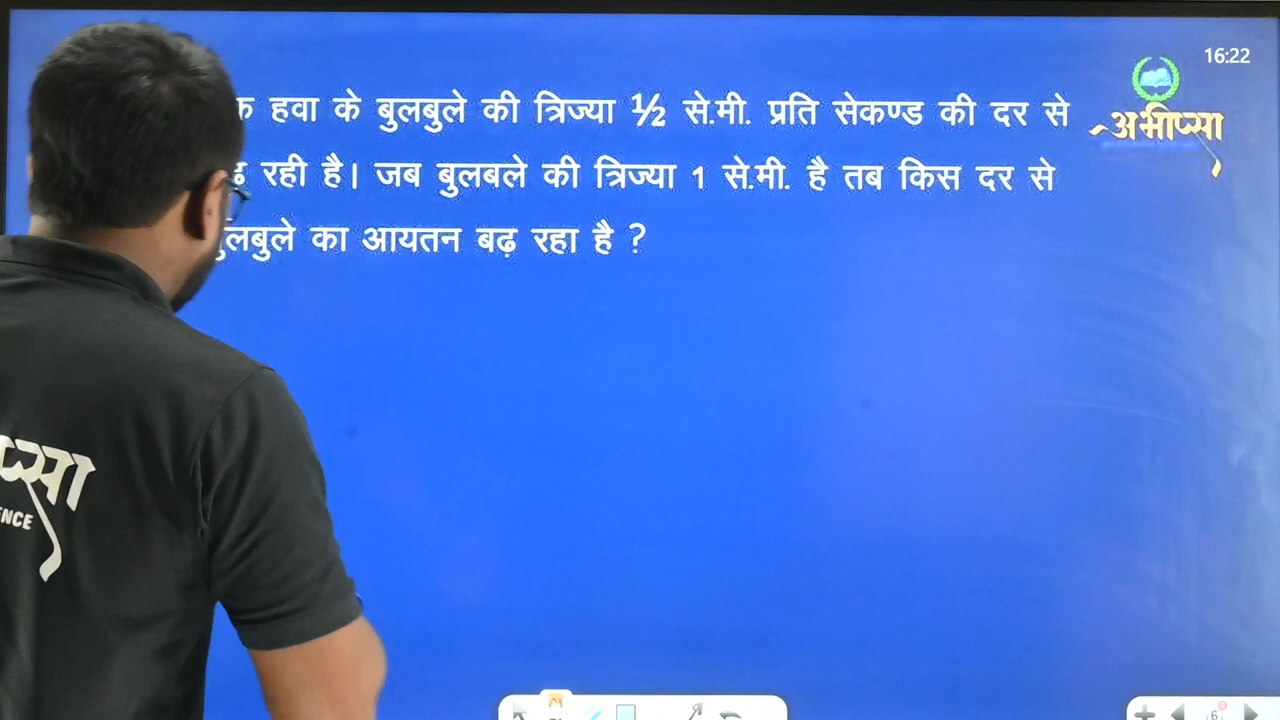 हवा के बुलबुले की त्रिज्या ½ से.मी. प्रति सेकण्ड की दर से
रही है। जब बुलबले की त्रिज्या 1 से.मी. है तब किस दर से
का आयतन बढ़ रहा है ?
16:22
अभीप्सा
6